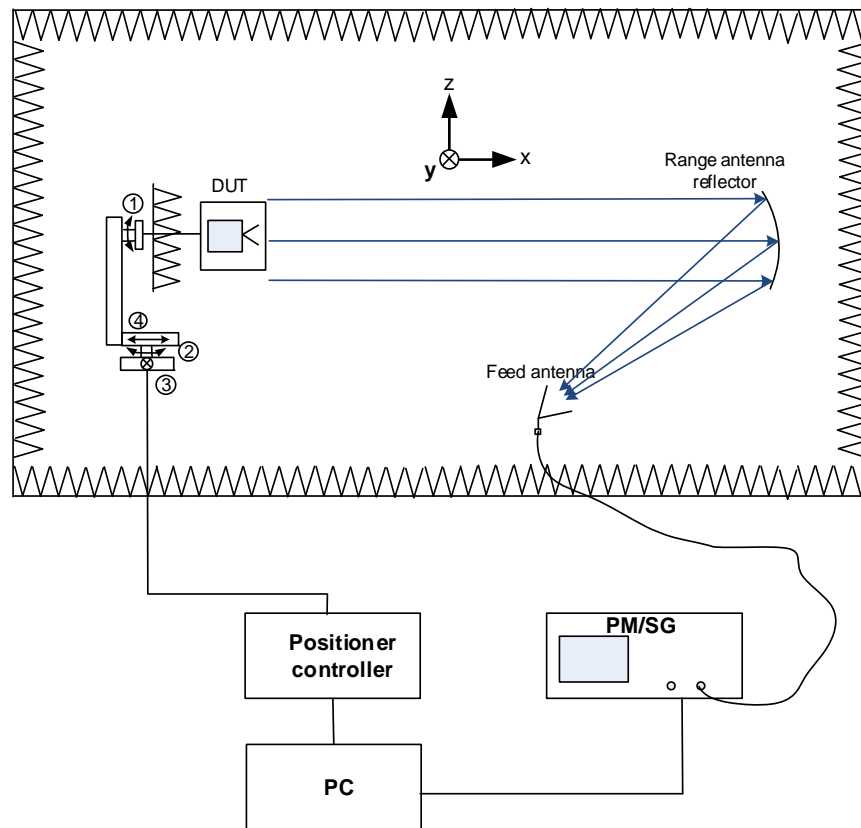 z
x
y
Range antenna
reflector
DUT
①
④
②
③
Feed antenna
Positioner
controller
PM/SG
PC